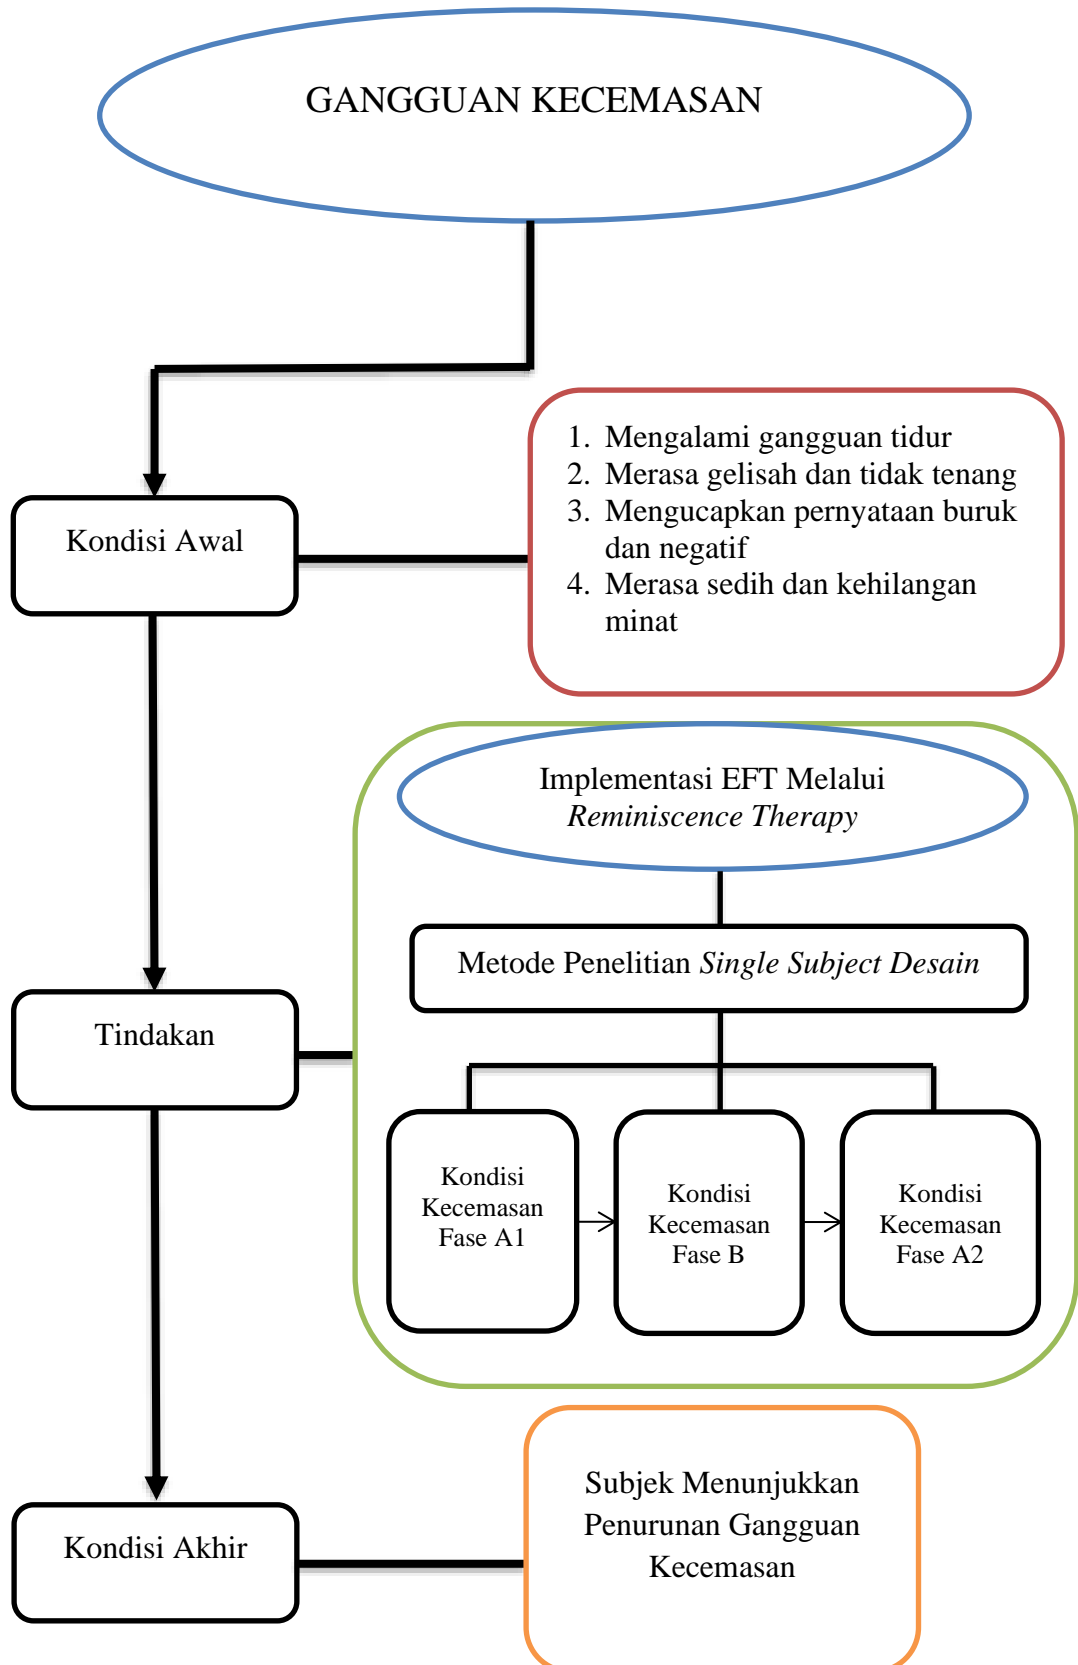 GANGGUAN KECEMASAN
Kondisi Awal
1. Mengalami gangguan tidur
2. Merasa gelisah dan tidak tenang
3. Mengucapkan pernyataan buruk
dan negatif
4. Merasa sedih dan kehilangan
minat
Implementasi EFT Melalui
Reminiscence Therapy
Metode Penelitian Single Subject Desain
Tindakan
Kondisi
Kecemasan
Fase A1
Kondisi
Kecemasan
Fase B
Kondisi
Kecemasan
Fase A2
Kondisi Akhir
Subjek Menunjukkan
Penurunan Gangguan
Kecemasan